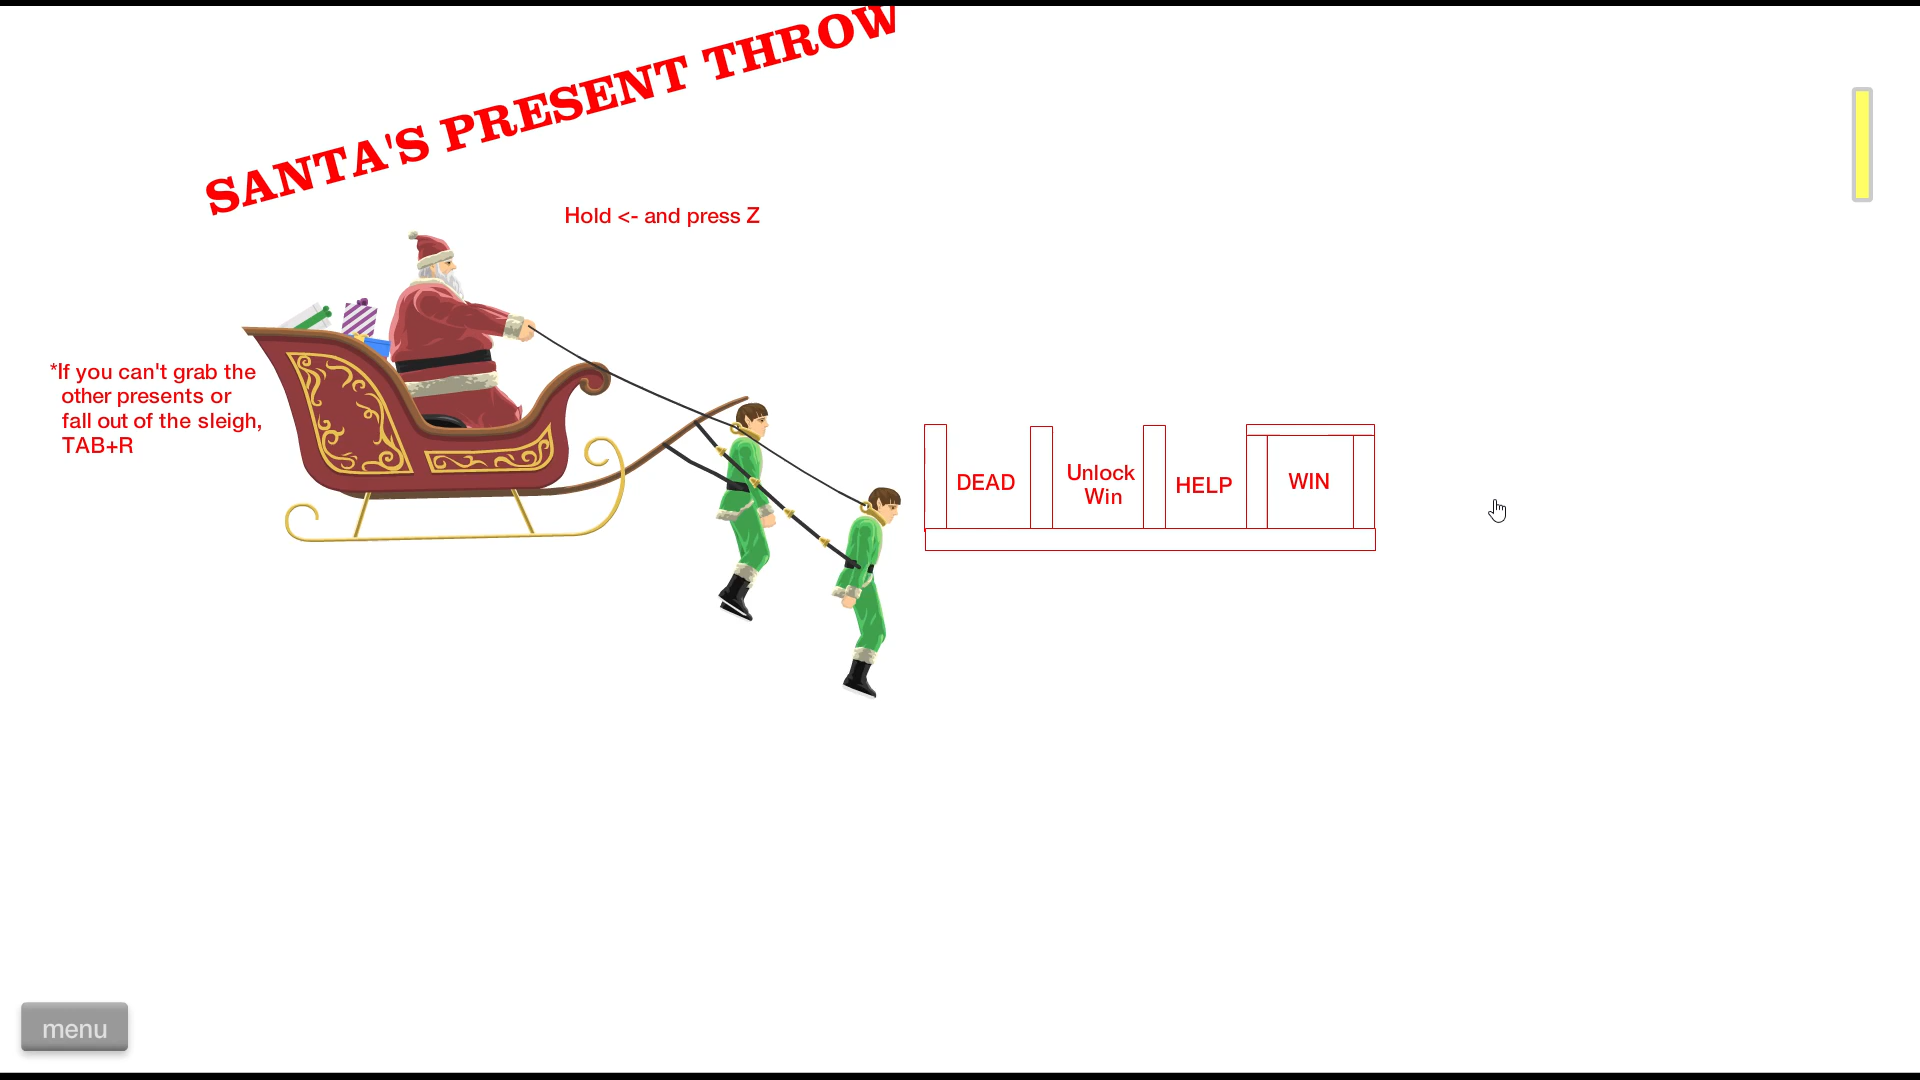 SANTA'S PRESENT THROW
Hold <- and press Z
*If you can't grab the
other presents or
fall out of the sleigh,
TAB+R
DEAD
Unlock
Win
HELP
WIN
menu